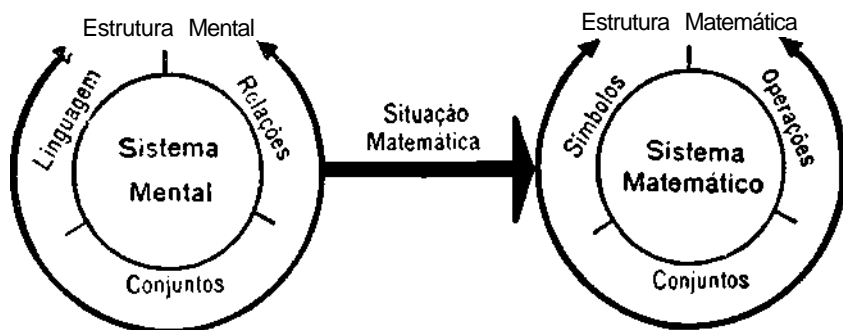 Estrutura Mental
Linguagem
Relações
Sistema
Mental
Conjuntos
Situação
Matemática
Estrutura Matemática
Símbolos
Operações
Sistema
Matemático
Conjuntos